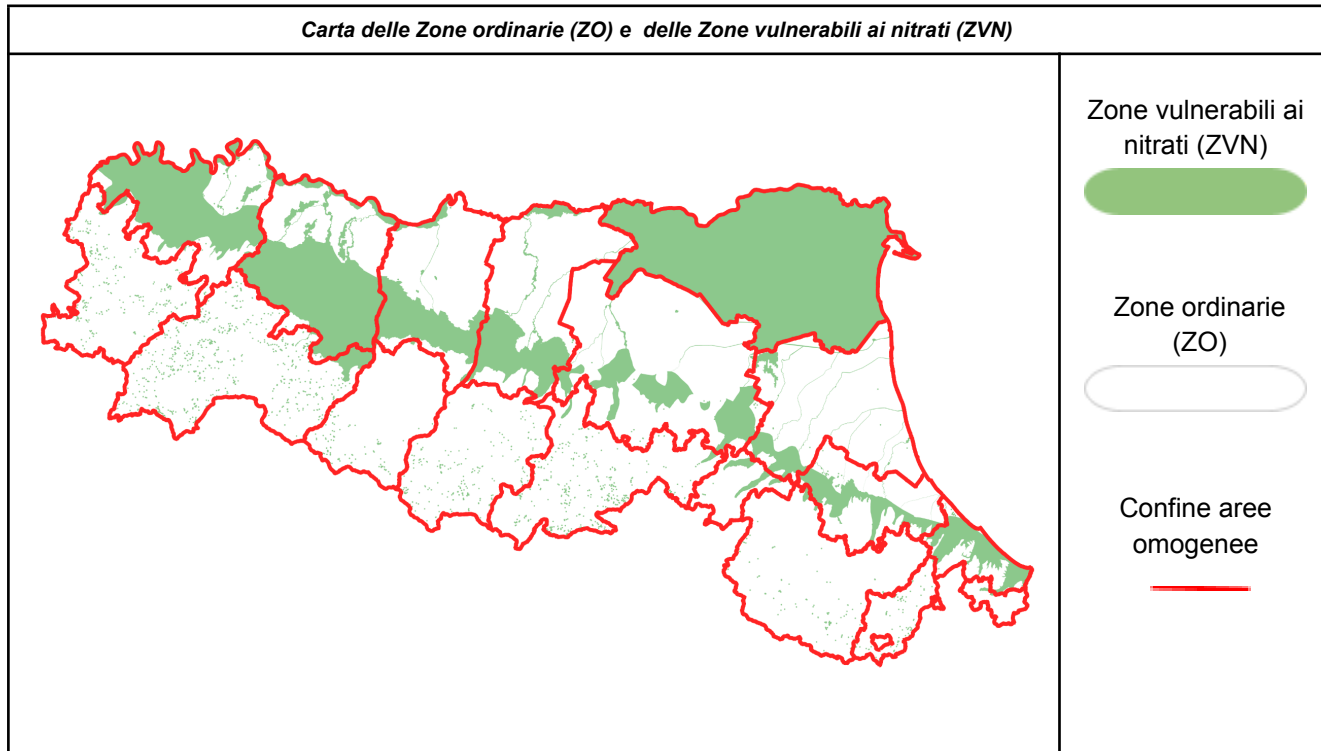 Carta delle Zone ordinarie (ZO) e  delle Zone vulnerabili ai nitrati (ZVN)
Zone vulnerabili ai
nitrati (ZVN)
Zone ordinarie
(ZO)
Confine aree
omogenee